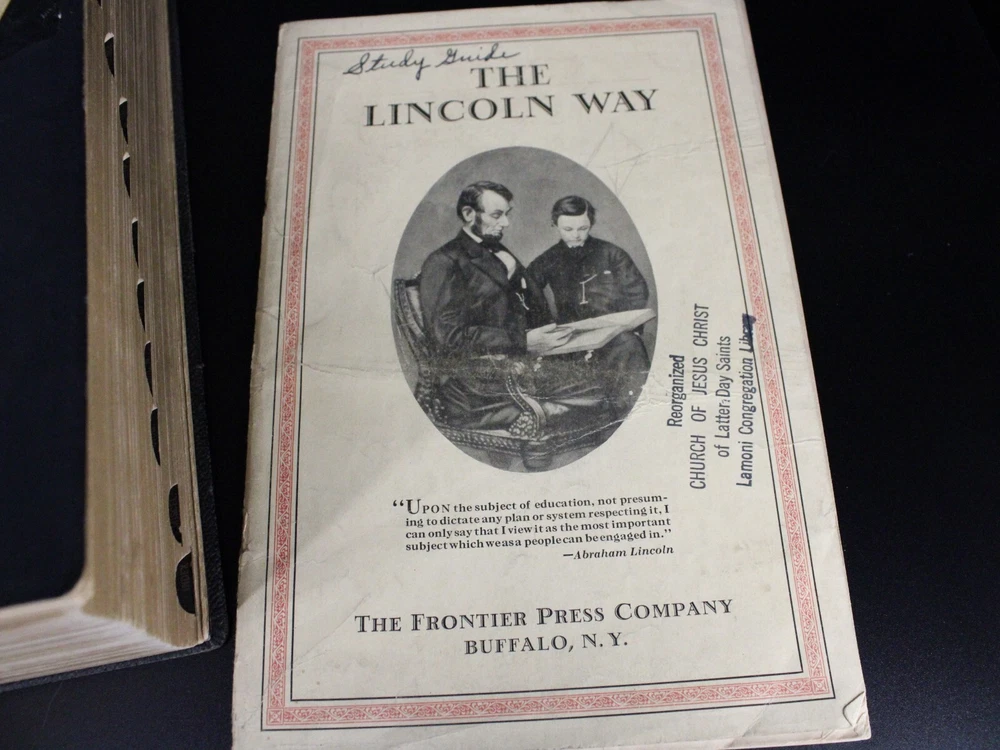 Study Guide
THE
LINCOLN WAY
Reorganized
CHURCH OF JESUS CHRIST
of Latter-Day Saints
Lamoni Congregation Library
“UPON the subject of education, not presum-
ing to dictate any plan or system respecting it, I
can only say that I view it as the most important
subject which we as a people can be engaged in.”
—Abraham Lincoln
THE FRONTIER PRESS COMPANY
BUFFALO, N. Y.